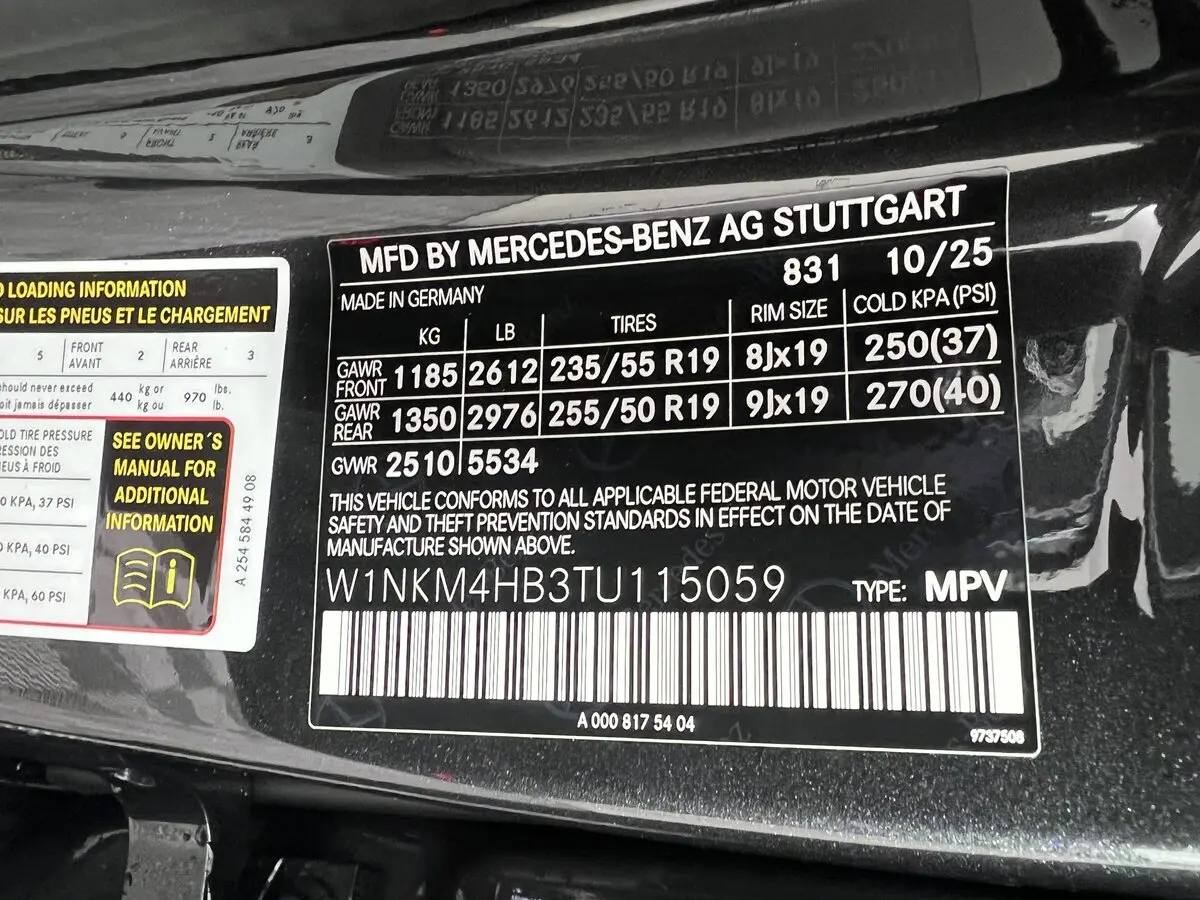 LOADING INFORMATION
SUR LES PNEUS ET LE CHARGEMENT
5 FRONT AVANT 2 REAR ARRIÈRE 3
should never exceed 440 kg or 970 lbs.
jamais dépasser kg ou lb.
TIRE PRESSURE
DES
À FROID
KPA, 37 PSI
KPA, 40 PSI
KPA, 60 PSI
SEE OWNER´S
MANUAL FOR
ADDITIONAL
INFORMATION
A 254 584 49 08
MFD BY MERCEDES-BENZ AG STUTTGART
831 10/25
MADE IN GERMANY
KG LB TIRES RIM SIZE COLD KPA (PSI)
GAWR FRONT 1185 2612 235/55 R19 8Jx19 250(37)
GAWR REAR 1350 2976 255/50 R19 9Jx19 270(40)
GVWR 2510 5534
THIS VEHICLE CONFORMS TO ALL APPLICABLE FEDERAL MOTOR VEHICLE
SAFETY AND THEFT PREVENTION STANDARDS IN EFFECT ON THE DATE OF
MANUFACTURE SHOWN ABOVE.
W1NKM4HB3TU115059 TYPE: MPV
A 000 817 54 04
9737508